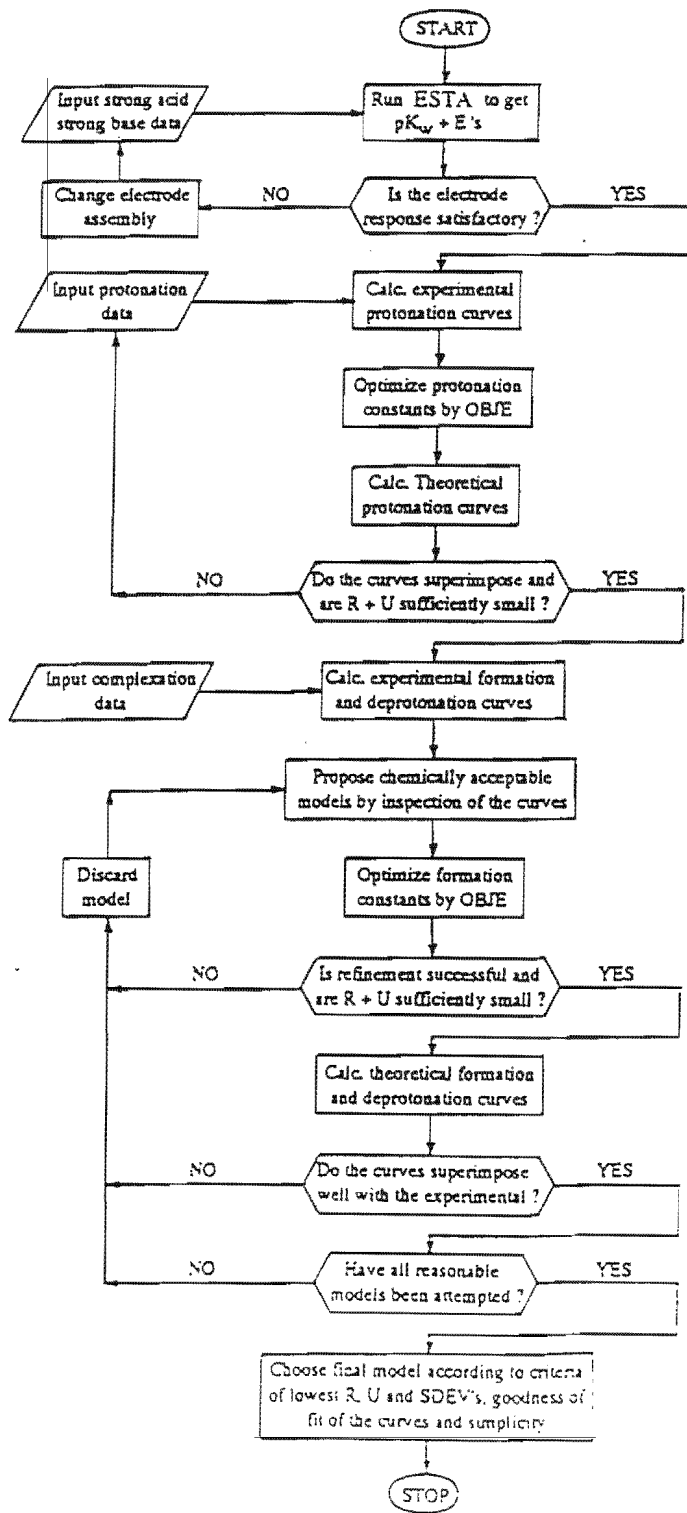 START
Input strong acid
strong base data
Run ESTA to get
pKw + E°'s
Change electrode
assembly
NO
Is the electrode
response satisfactory ?
YES
Input protonation
data
Calc. experimental
protonation curves
Optimize protonation
constants by OBJE
Calc. Theoretical
protonation curves
NO
Do the curves superimpose and
are R + U sufficiently small ?
YES
Input complexation
data
Calc. experimental formation
and deprotonation curves
Propose chemically acceptable
models by inspection of the curves
Discard
model
Optimize formation
constants by OBJE
NO
Is refinement successful and
are R + U sufficiently small ?
YES
Calc. theoretical formation
and deprotonation curves
NO
Do the curves superimpose
well with the experimental ?
YES
NO
Have all reasonable
models been attempted ?
YES
Choose final model according to criteria
of lowest R, U and SDEV's, goodness of
fit of the curves and simplicity
STOP